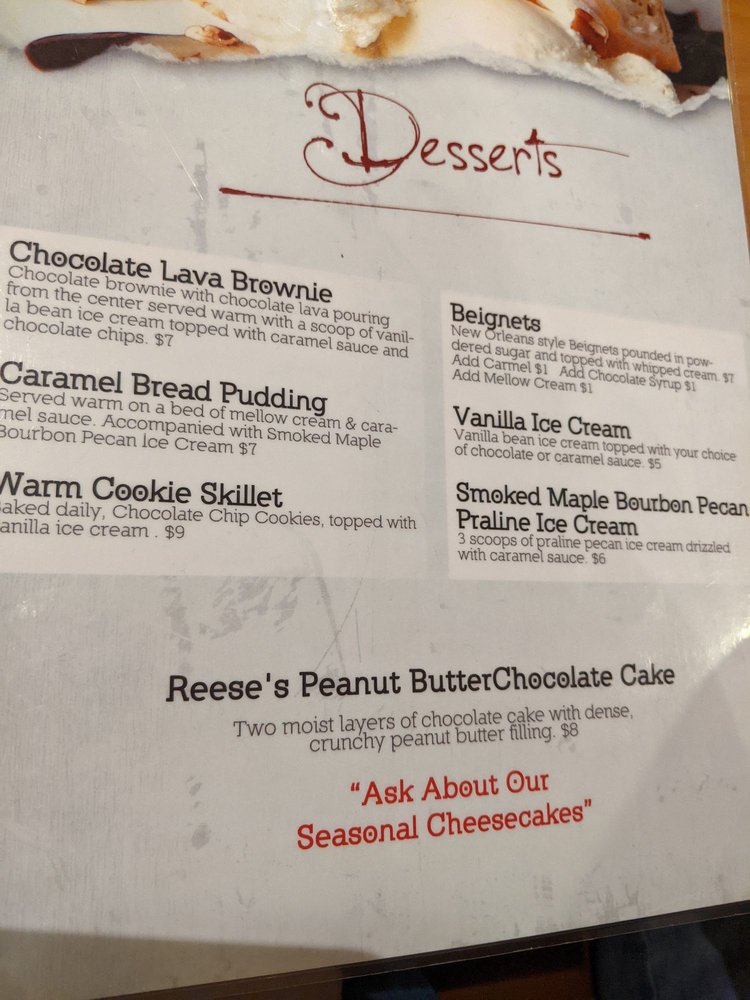 Desserts
Chocolate Lava Brownie
Chocolate brownie with chocolate lava pouring
from the center served warm with a scoop of vanil-
la bean ice cream topped with caramel sauce and
chocolate chips. $7
Caramel Bread Pudding
Served warm on a bed of mellow cream & cara-
mel sauce. Accompanied with Smoked Maple
Bourbon Pecan Ice Cream $7
Warm Cookie Skillet
Baked daily, Chocolate Chip Cookies, topped with
vanilla ice cream . $9
Beignets
New Orleans style Beignets pounded in pow-
dered sugar and topped with whipped cream. $7
Add Carmel $1 Add Chocolate Syrup $1
Add Mellow Cream $1
Vanilla Ice Cream
Vanilla bean ice cream topped with your choice
of chocolate or caramel sauce. $5
Smoked Maple Bourbon Pecan
Praline Ice Cream
3 scoops of praline pecan ice cream drizzled
with caramel sauce. $6
Reese's Peanut ButterChocolate Cake
Two moist layers of chocolate cake with dense,
crunchy peanut butter filling. $8
“Ask About Our
Seasonal Cheesecakes”